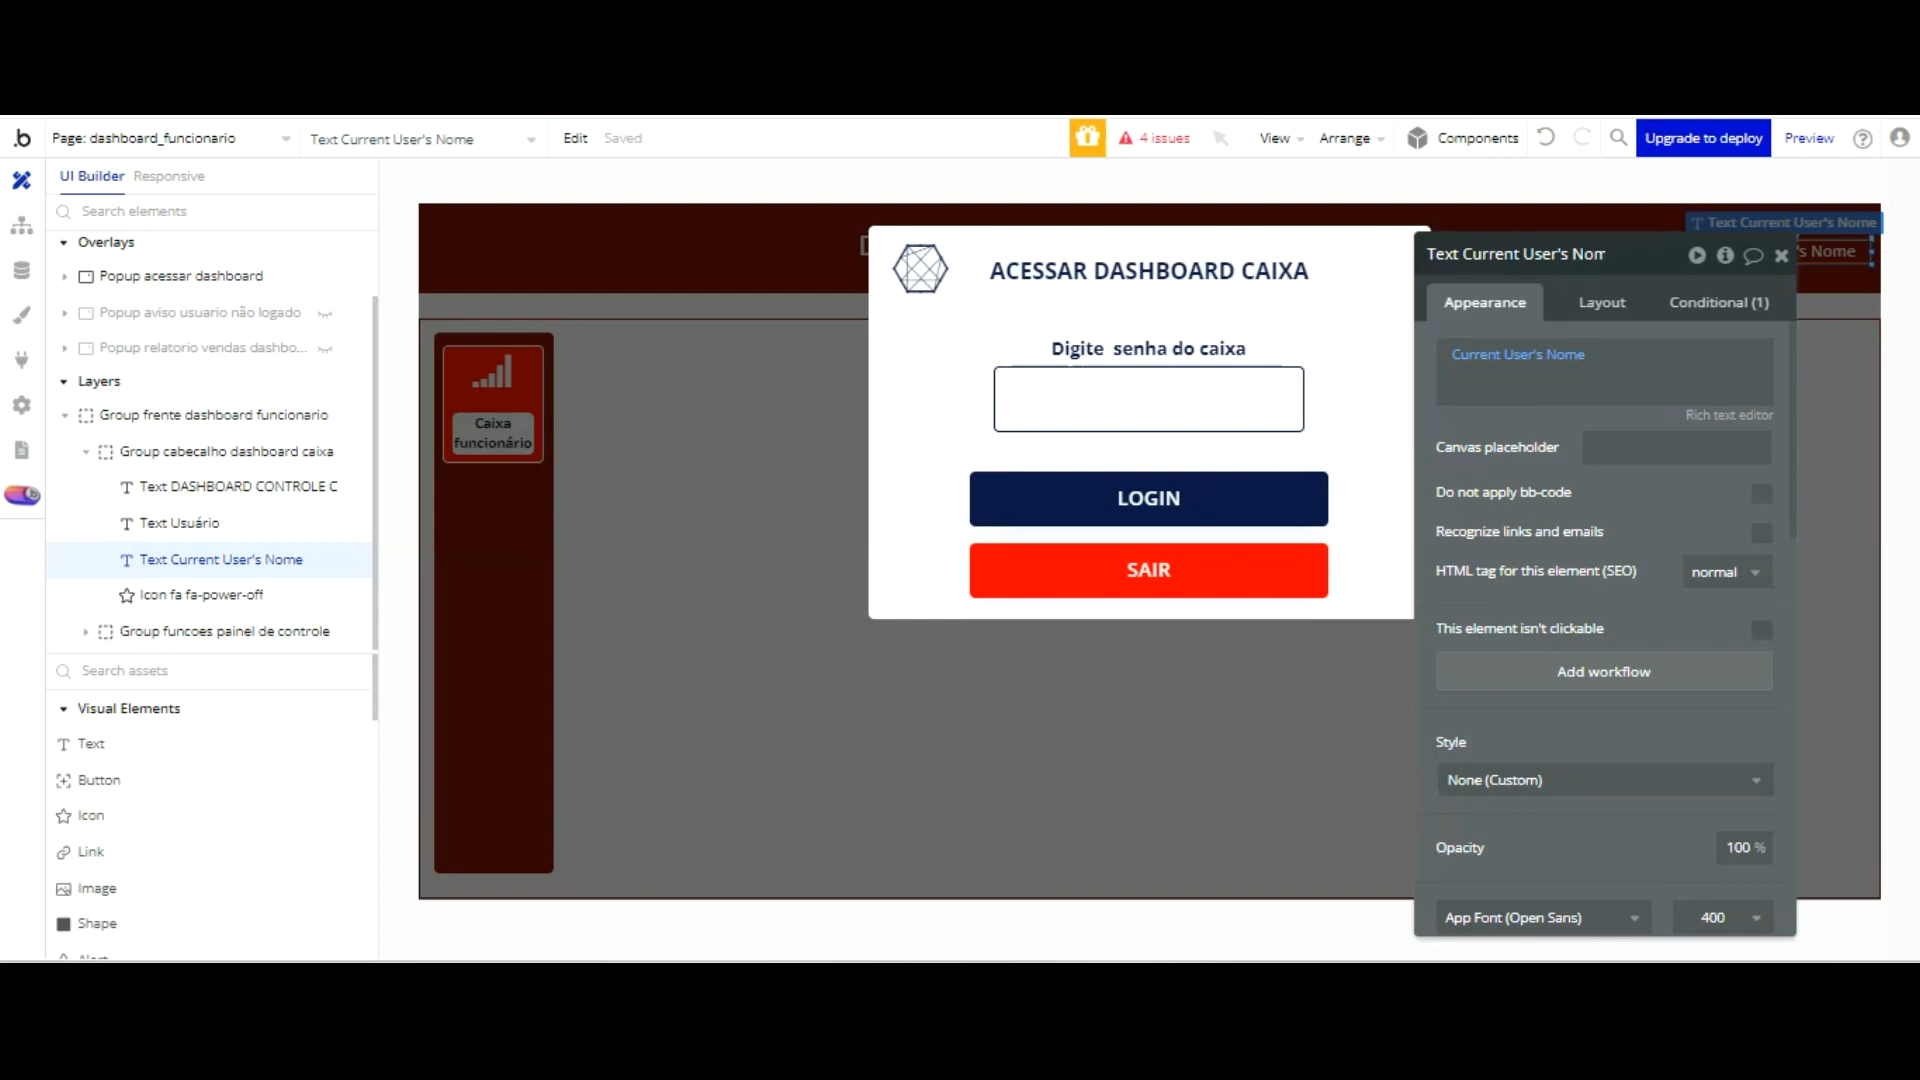 .b
Page: dashboard_funcionario
Text Current User's Nome
Edit
Saved
4 issues
View
Arrange
Components
Upgrade to deploy
Preview
UI Builder
Responsive
Search elements
Overlays
Popup acessar dashboard
Popup aviso usuario não logado
Popup relatorio vendas dashbo...
Layers
Group frente dashboard funcionario
Group cabecalho dashboard caixa
Text DASHBOARD CONTROLE C
Text Usuário
Text Current User's Nome
Icon fa fa-power-off
Group funcoes painel de controle
Search assets
Visual Elements
Text
Button
Icon
Link
Image
Shape
Caixa
funcionário
ACESSAR DASHBOARD CAIXA
Digite senha do caixa
LOGIN
SAIR
Text Current User's Nome
's Nome
Text Current User's Nom
Appearance
Layout
Conditional (1)
Current User's Nome
Rich text editor
Canvas placeholder
Do not apply bb-code
Recognize links and emails
HTML tag for this element (SEO)
normal
This element isn't clickable
Add workflow
Style
None (Custom)
Opacity
100 %
App Font (Open Sans)
400